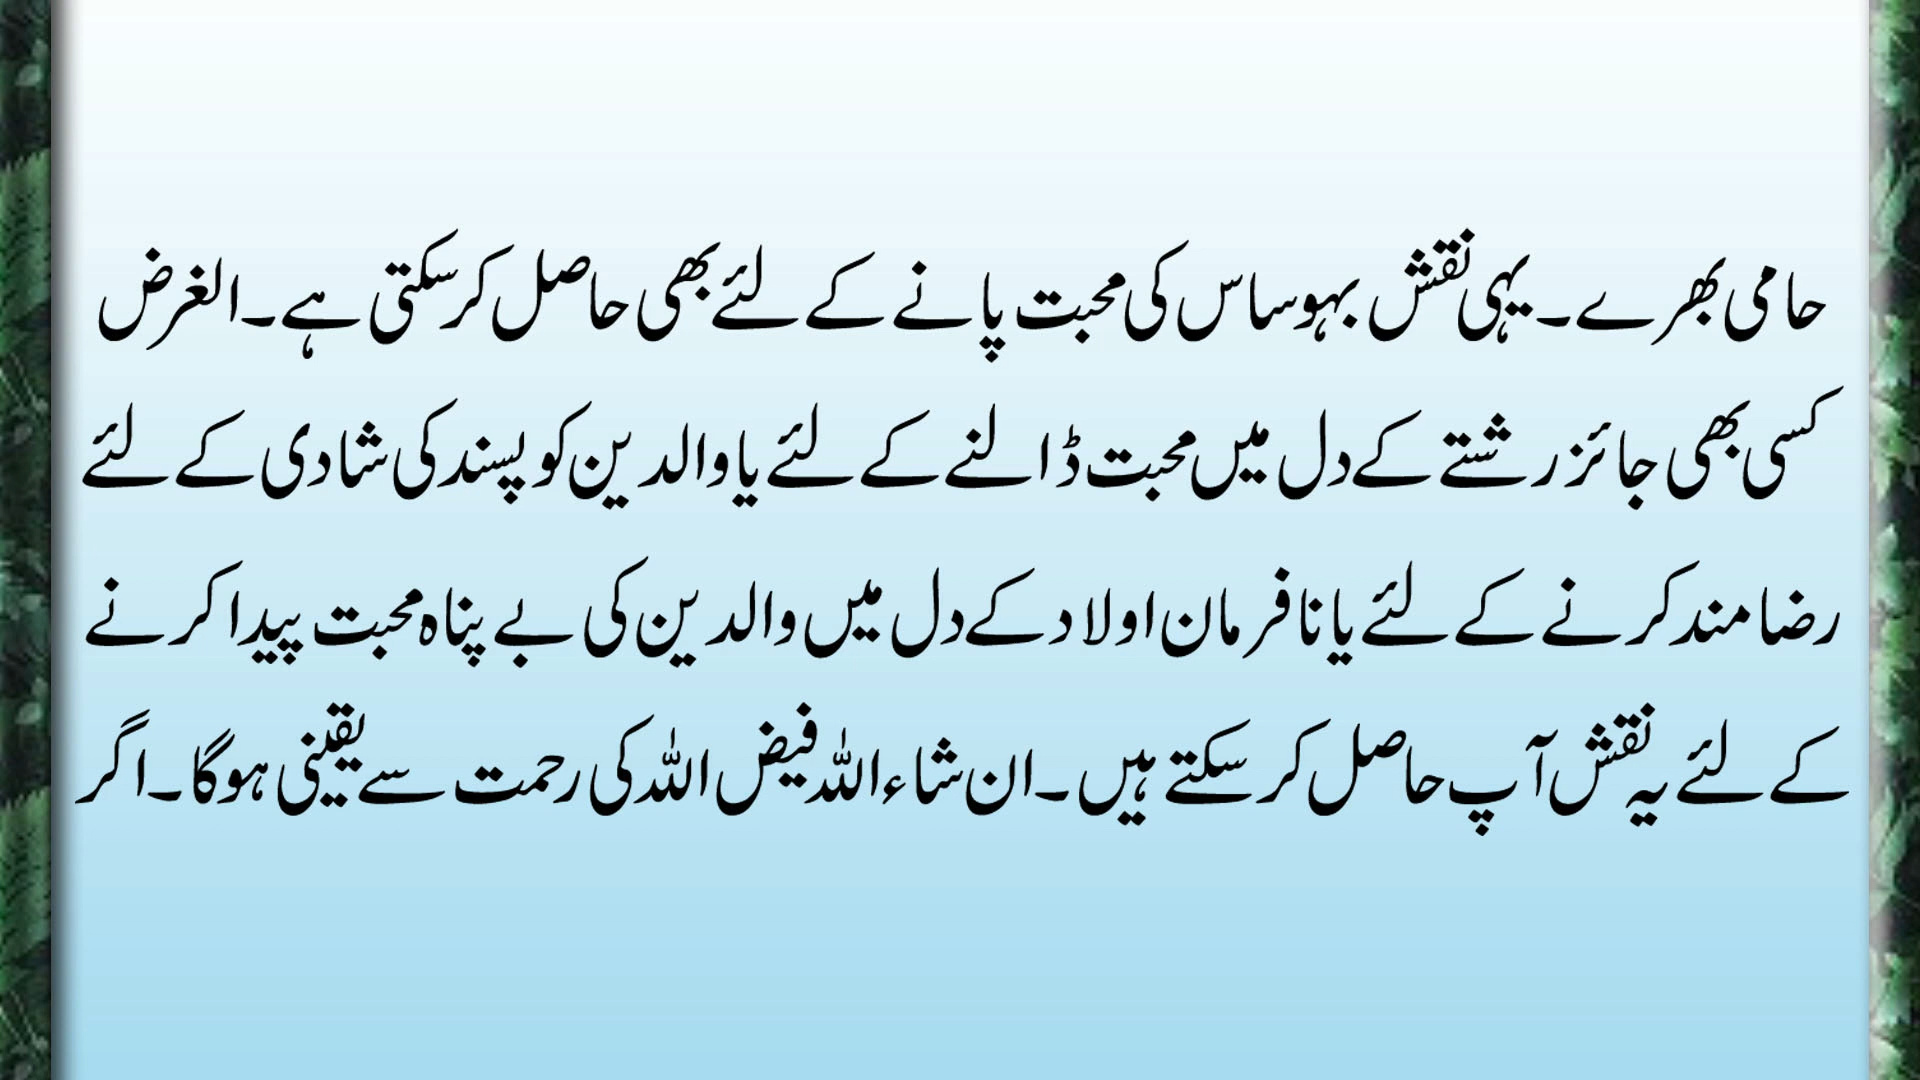 حامی بھرے۔ یہی نقش بہو ساس کی محبت پانے کے لئے بھی حاصل کر سکتی ہے۔ الغرض
کسی بھی جائز رشتے کے دل میں محبت ڈالنے کے لئے یا والدین کو پسند کی شادی کے لئے
رضا مند کرنے کے لئے یا نافرمان اولاد کے دل میں والدین کی بے پناہ محبت پیدا کرنے
کے لئے یہ نقش آپ حاصل کر سکتے ہیں۔ ان شاء اللہ فیض اللہ کی رحمت سے یقینی ہوگا۔ اگر